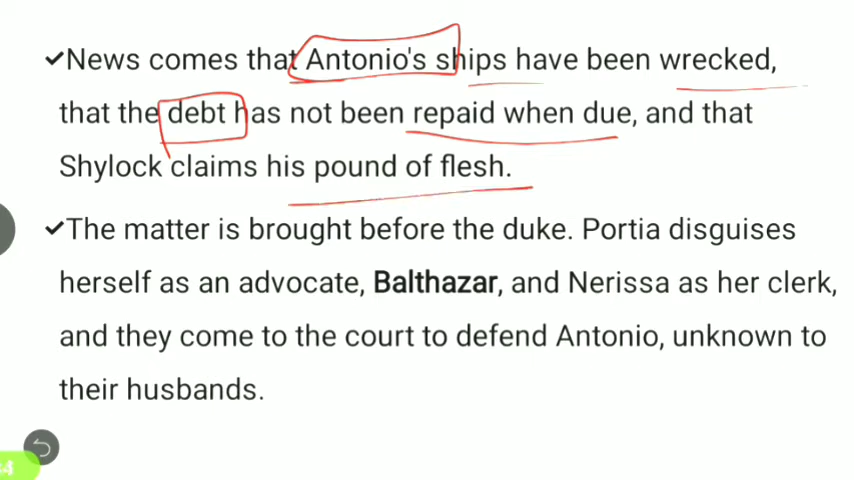 ✓News comes that Antonio's ships have been wrecked,
that the debt has not been repaid when due, and that
Shylock claims his pound of flesh.
✓The matter is brought before the duke. Portia disguises
herself as an advocate, Balthazar, and Nerissa as her clerk,
and they come to the court to defend Antonio, unknown to
their husbands.